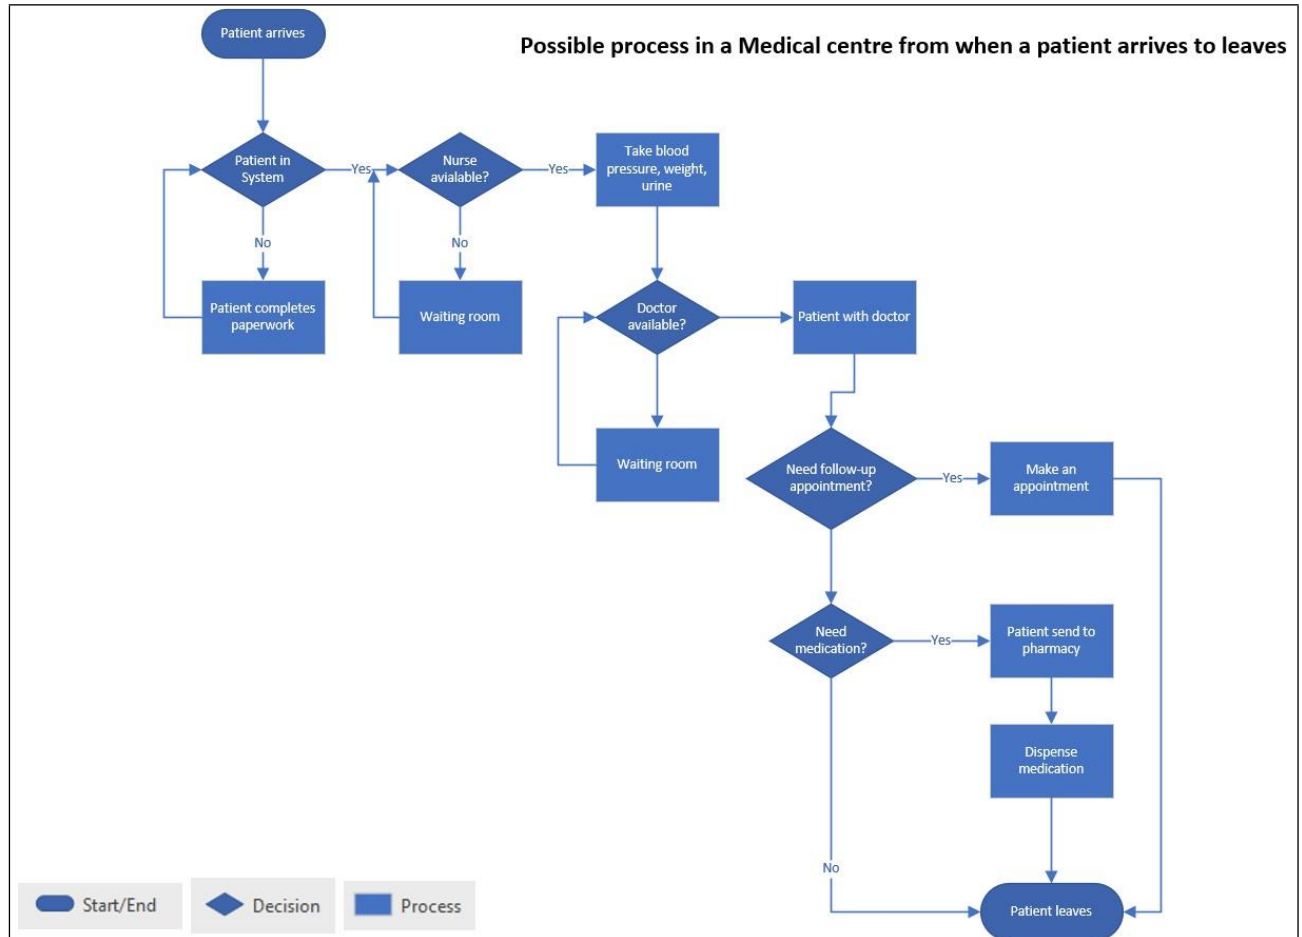 Patient arrives
Possible process in a Medical centre from when a patient arrives to leaves
Patient in
System
Yes
Nurse
avialable?
Yes
Take blood
pressure, weight,
urine
No
No
Patient completes
paperwork
Waiting room
Doctor
available?
Patient with doctor
Waiting room
Need follow-up
appointment?
Yes
Make an
appointment
Need
medication?
Yes
Patient send to
pharmacy
Dispense
medication
No
Patient leaves
Start/End
Decision
Process